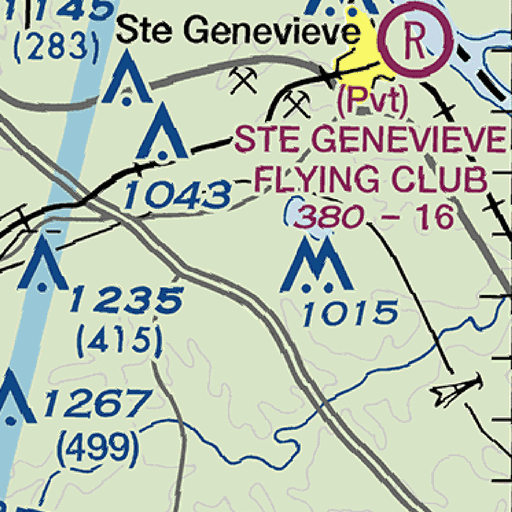 1145
(283)
Ste Genevieve
R
(Pvt)
STE GENEVIEVE
FLYING CLUB
380 - 16
1043
1235
(415)
1015
1267
(499)